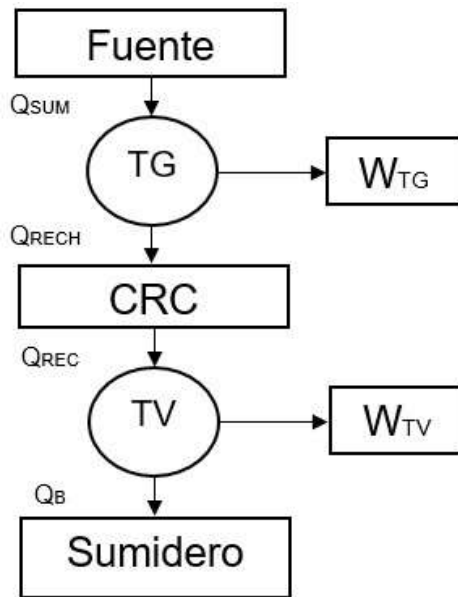 Fuente
QSUM
TG
WTG
QRECH
CRC
QREC
TV
WTV
QB
Sumidero